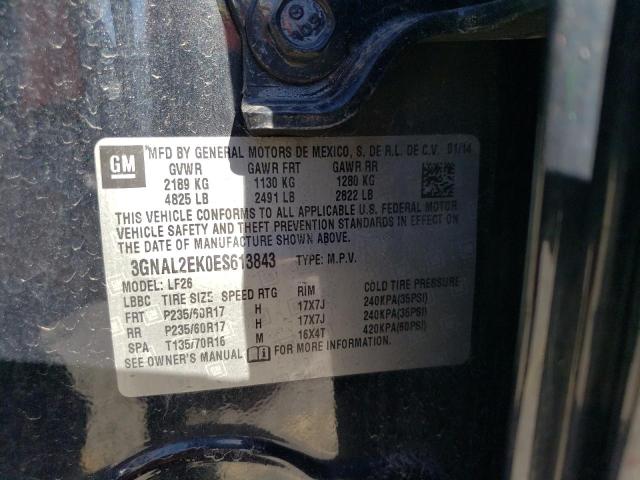 GM
MFD BY GENERAL MOTORS DE MEXICO, S. DE R.L. DE C.V. 01/14
GVWR GAWR FRT GAWR RR
2189 KG 1130 KG 1280 KG
4825 LB 2491 LB 2822 LB
THIS VEHICLE CONFORMS TO ALL APPLICABLE U.S. FEDERAL MOTOR
VEHICLE SAFETY AND THEFT PREVENTION STANDARDS IN EFFECT ON
THE DATE OF MANUFACTURE SHOWN ABOVE.
3GNAL2EK0ES613843 TYPE: M.P.V.
MODEL: LF26
LBBC TIRE SIZE SPEED RTG RIM COLD TIRE PRESSURE
FRT P235/60R17 H 17X7J 240KPA(35PSI)
RR P235/60R17 H 17X7J 240KPA(35PSI)
SPA T135/70R16 M 16X4T 420KPA(60PSI)
SEE OWNER'S MANUAL FOR MORE INFORMATION.